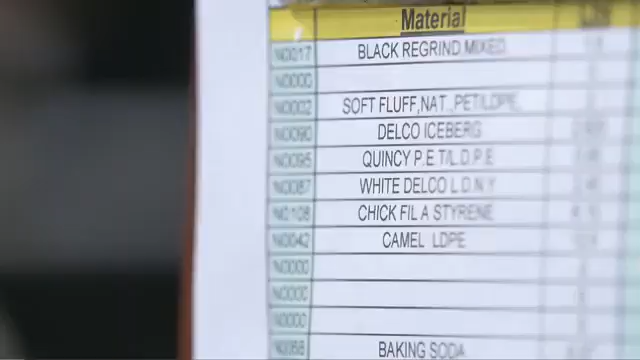 Material
N0017 BLACK REGRIND MIXED
N0000
N0002 SOFT FLUFF,NAT.,PET/LDPE,
N0090 DELCO ICEBERG
N0095 QUINCY P.E.T/L.D.P.E
N0087 WHITE DELCO L.D.N.Y
N0108 CHICK FIL A STYRENE
N0042 CAMEL LDPE
N0000
N0000
N0000
BAKING SODA